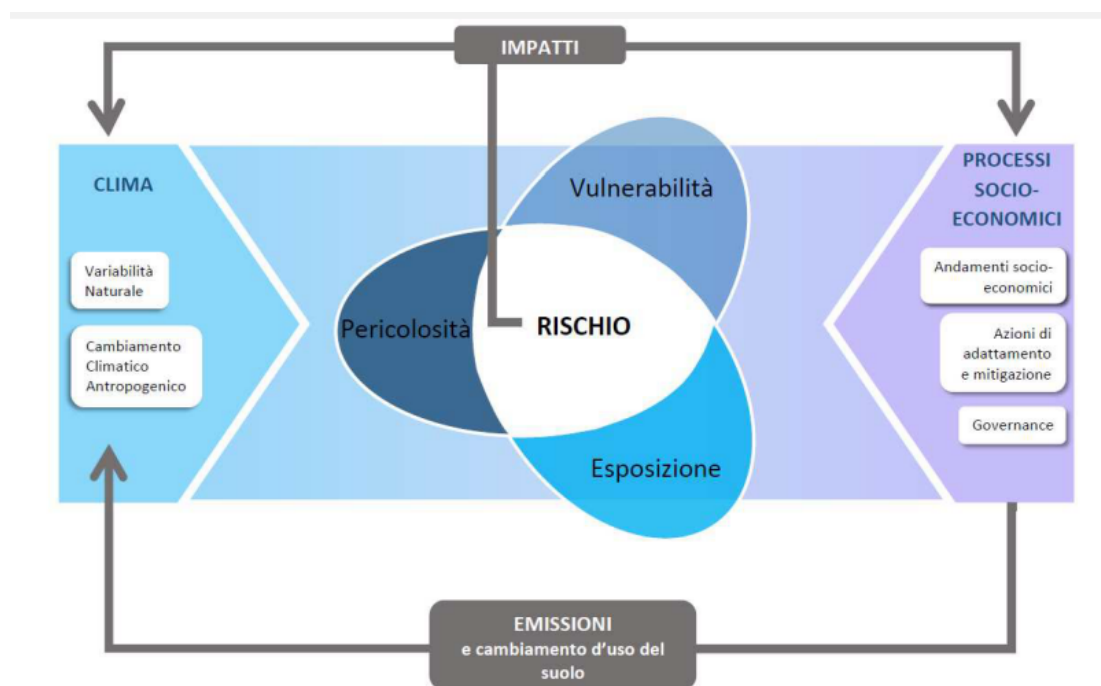 IMPATTI
CLIMA
Variabilità
Naturale
Cambiamento
Climatico
Antropogenico
Vulnerabilità
Pericolosità
RISCHIO
Esposizione
PROCESSI
SOCIO-
ECONOMICI
Andamenti socio-
economici
Azioni di
adattamento
e mitigazione
Governance
EMISSIONI
e cambiamento d'uso del
suolo